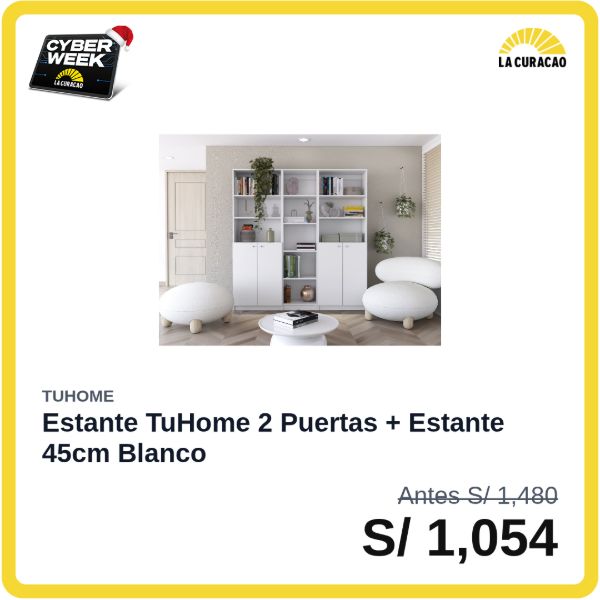 CYBER
WEEK
LA CURACAO
LA CURACAO
TUHOME
Estante TuHome 2 Puertas + Estante
45cm Blanco
Antes S/ 1,480
S/ 1,054